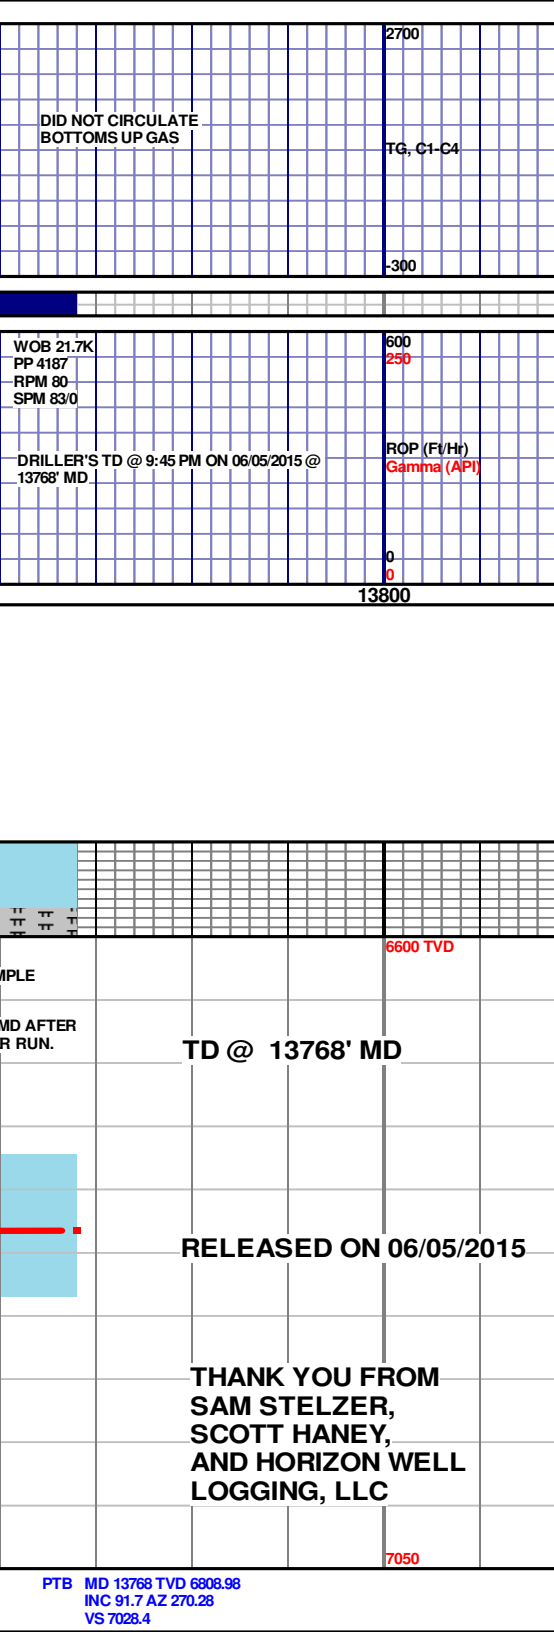 2700
DID NOT CIRCULATE
BOTTOMS UP GAS
TG, C1-C4
-300
WOB 21.7K
PP 4187
RPM 80
SPM 83/0
600
250
DRILLER'S TD @ 9:45 PM ON 06/05/2015 @
13768' MD
ROP (Ft/Hr)
Gamma (API)
0
0
13800
6600 TVD
MPLE
MD AFTER
R RUN.
TD @ 13768' MD
RELEASED ON 06/05/2015
THANK YOU FROM
SAM STELZER,
SCOTT HANEY,
AND HORIZON WELL
LOGGING, LLC
7050
PTB MD 13768 TVD 6808.98
INC 91.7 AZ 270.28
VS 7028.4